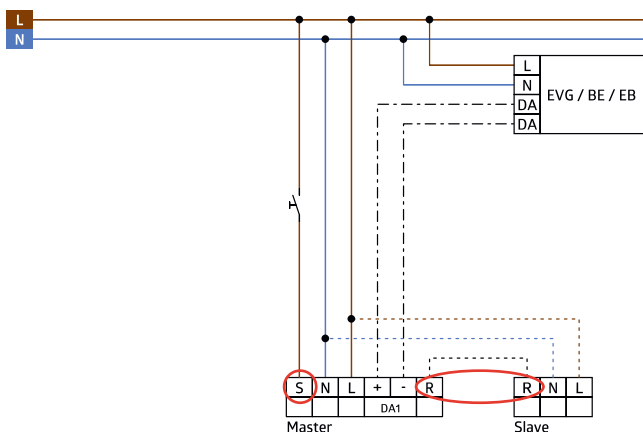 L
N
L
N
DA
DA
EVG / BE / EB
S N L + - R
DA1
Master
R N L
Slave